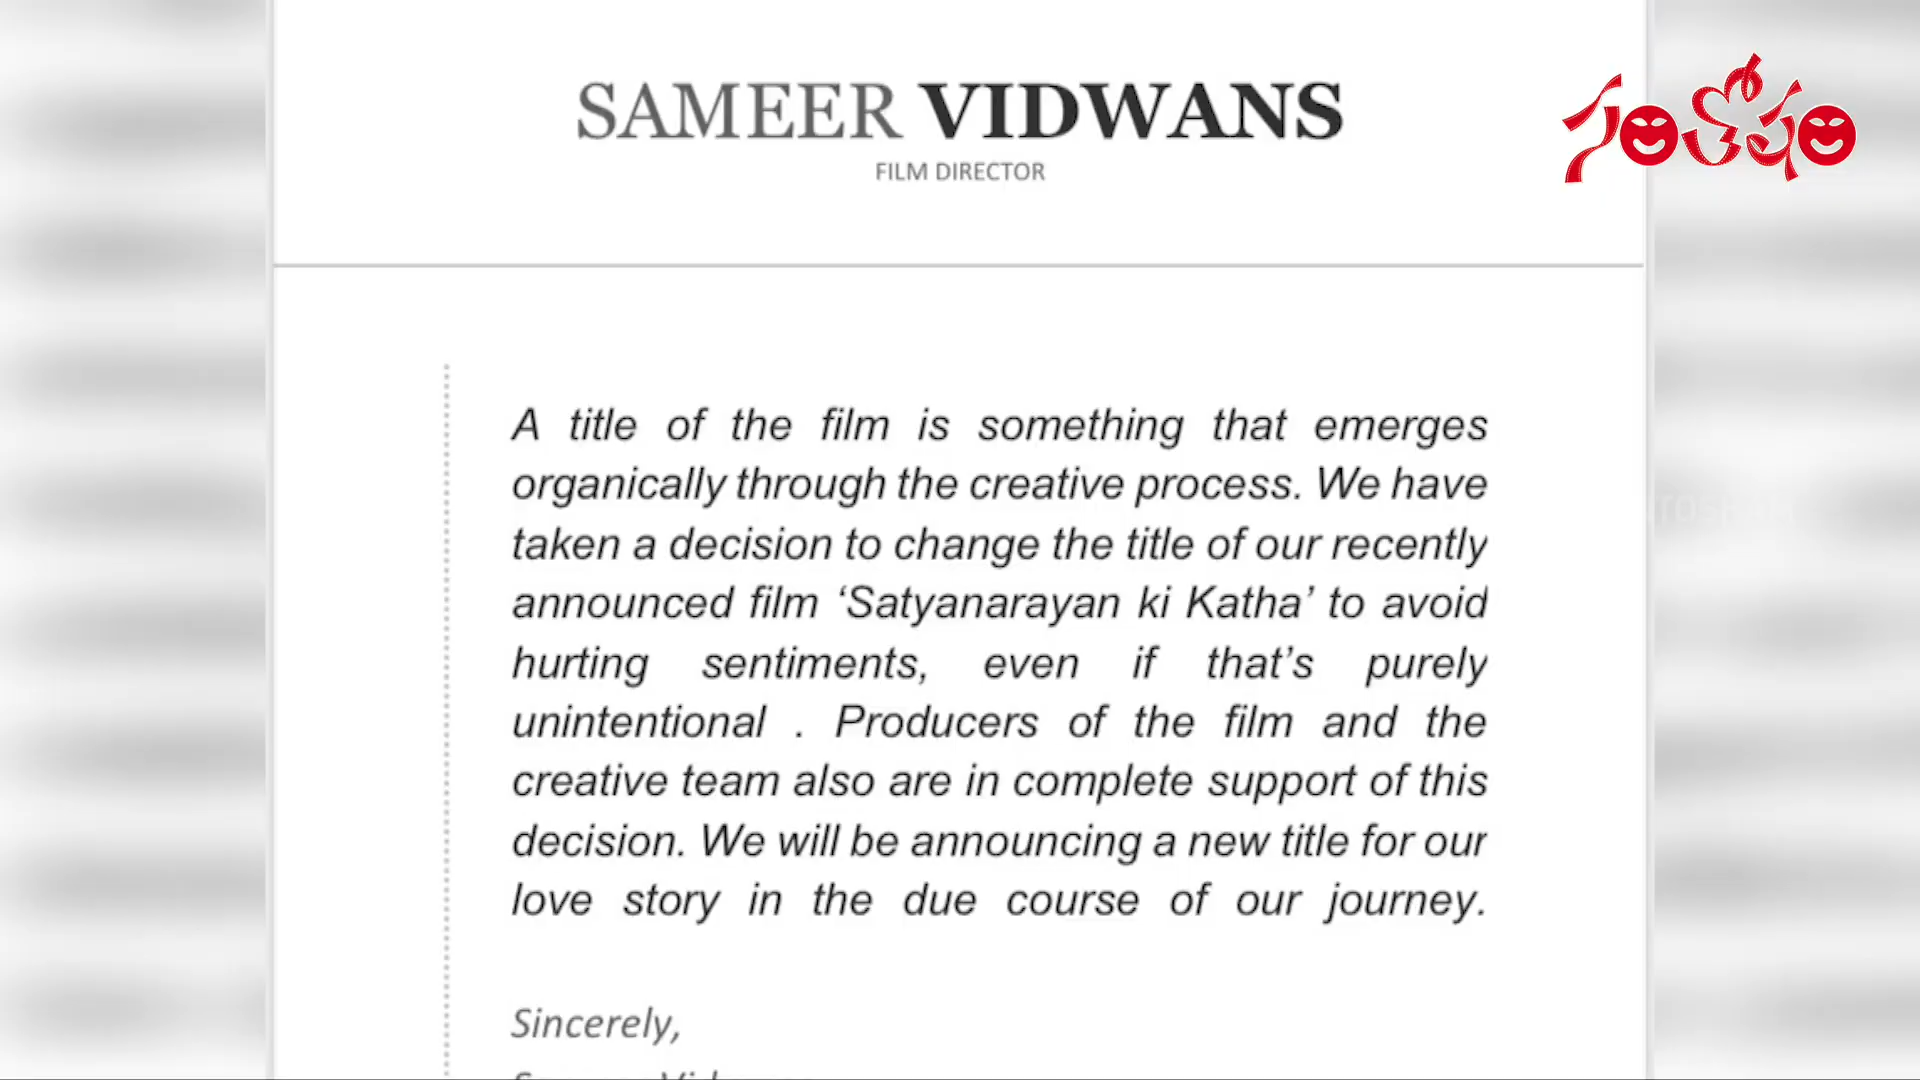 SAMEER VIDWANS
FILM DIRECTOR
A title of the film is something that emerges
organically through the creative process. We have
taken a decision to change the title of our recently
announced film ‘Satyanarayan ki Katha’ to avoid
hurting sentiments, even if that’s purely
unintentional . Producers of the film and the
creative team also are in complete support of this
decision. We will be announcing a new title for our
love story in the due course of our journey.
Sincerely,